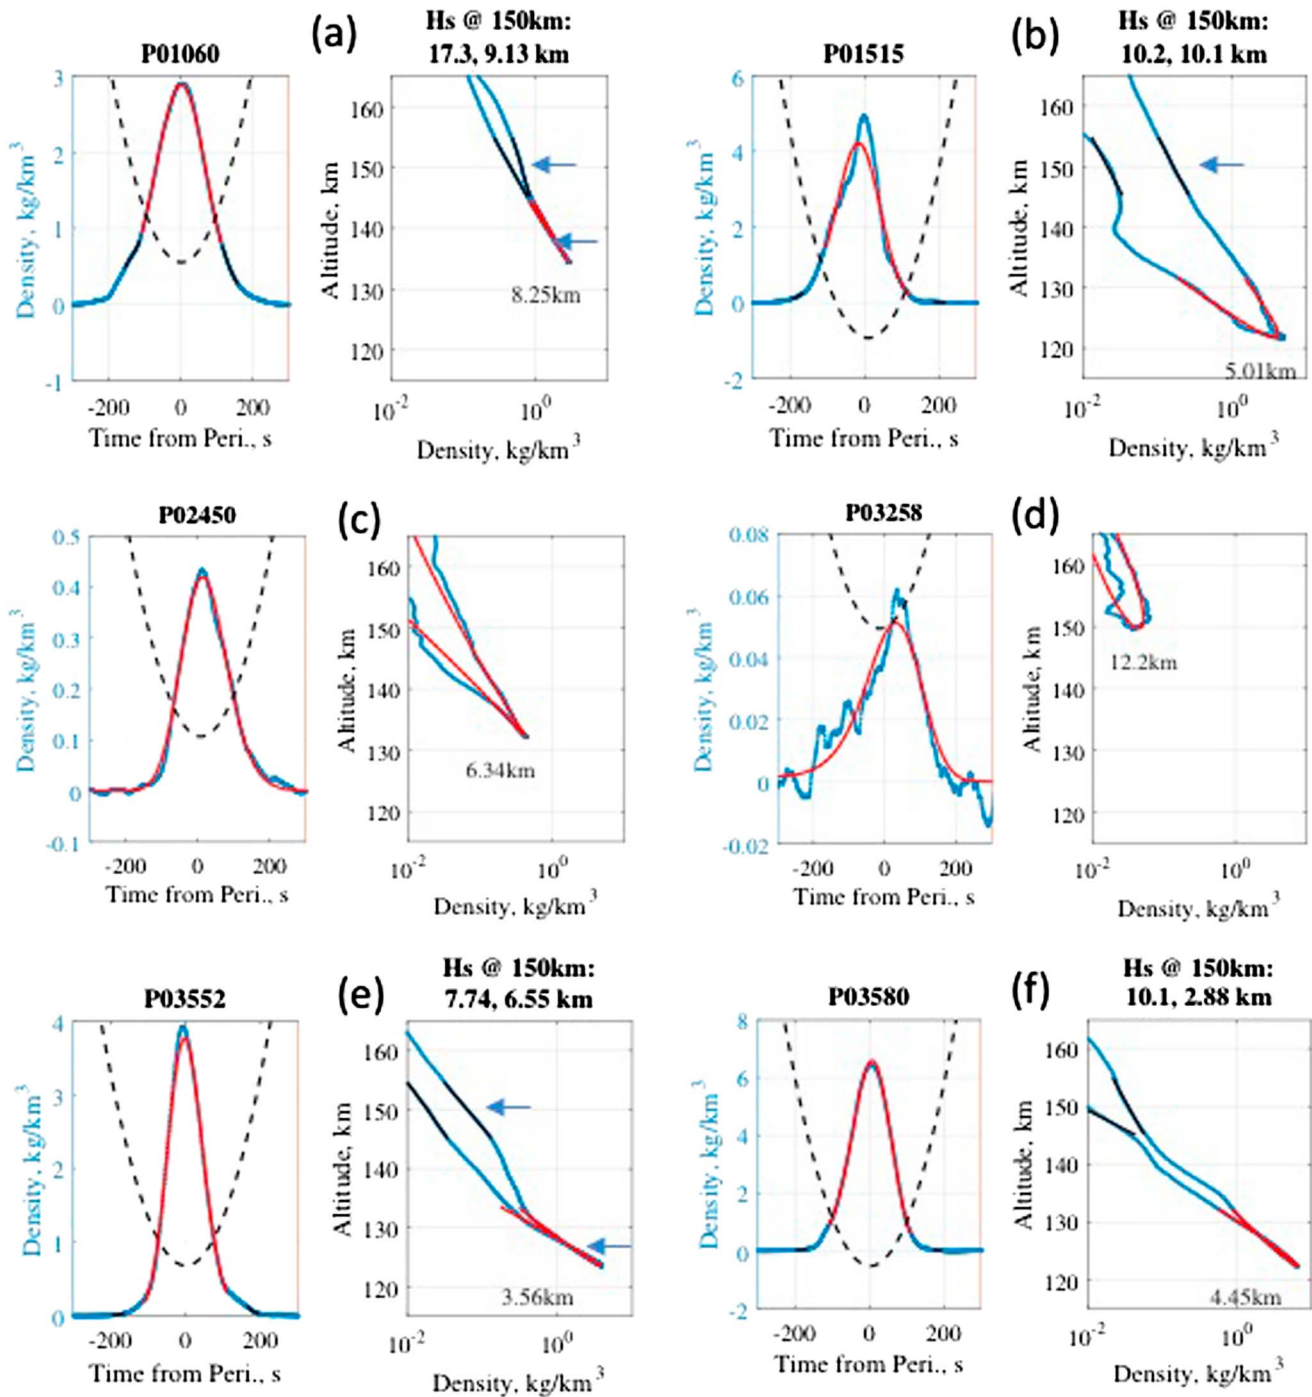 (a)
Hs @ 150km:
17.3, 9.13 km
P01060
3
2
1
0
-1
Density, kg/km3
-200 0 200
Time from Peri., s
160
150
140
130
120
Altitude, km
8.25km
10-2 100
Density, kg/km3
(b)
Hs @ 150km:
10.2, 10.1 km
P01515
6
4
2
0
-2
Density, kg/km3
-200 0 200
Time from Peri., s
160
150
140
130
120
Altitude, km
5.01km
10-2 100
Density, kg/km3
P02450
(c)
0.5
0.4
0.3
0.2
0.1
0
-0.1
Density, kg/km3
-200 0 200
Time from Peri., s
160
150
140
130
120
Altitude, km
6.34km
10-2 100
Density, kg/km3
P03258
(d)
0.08
0.06
0.04
0.02
0
-0.02
Density, kg/km3
-200 0 200
Time from Peri., s
160
150
140
130
120
Altitude, km
12.2km
10-2 100
Density, kg/km3
(e)
Hs @ 150km:
7.74, 6.55 km
P03552
4
3
2
1
0
Density, kg/km3
-200 0 200
Time from Peri., s
160
150
140
130
120
Altitude, km
3.56km
10-2 100
Density, kg/km3
(f)
Hs @ 150km:
10.1, 2.88 km
P03580
8
6
4
2
0
-2
Density, kg/km3
-200 0 200
Time from Peri., s
160
150
140
130
120
Altitude, km
4.45km
10-2 100
Density, kg/km3